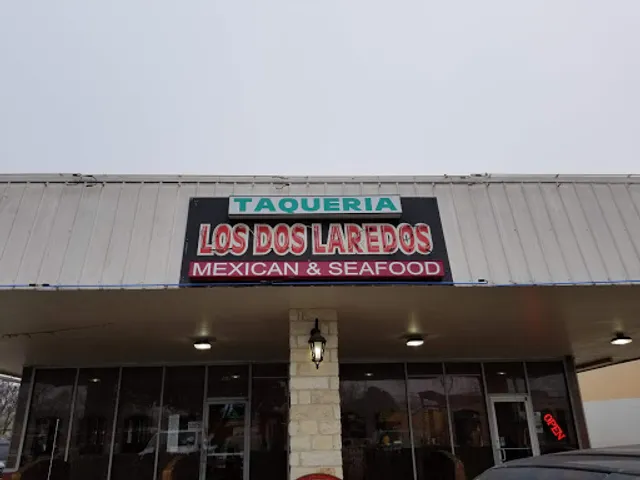 TAQUERIA
LOS DOS LAREDOS
MEXICAN & SEAFOOD
OPEN